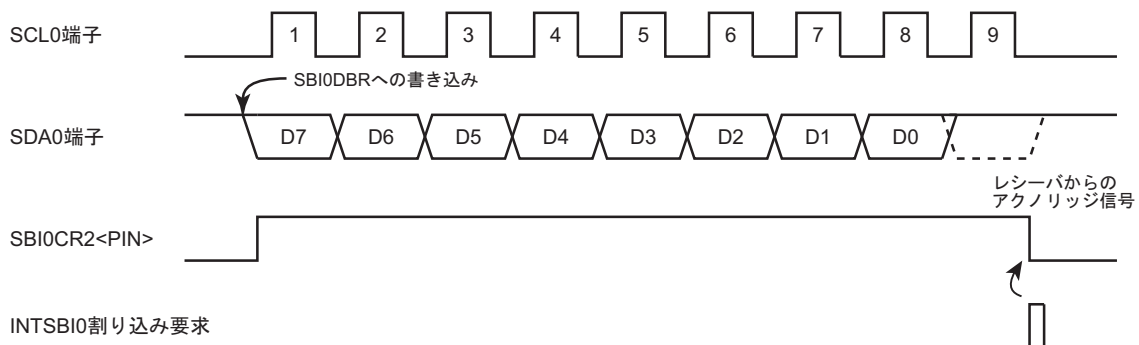 SCL0端子
1 2 3 4 5 6 7 8 9
SBI0DBRへの書き込み
SDA0端子
D7 D6 D5 D4 D3 D2 D1 D0
レシーバからの
アクノリッジ信号
SBI0CR2<PIN>
INTSBI0割り込み要求